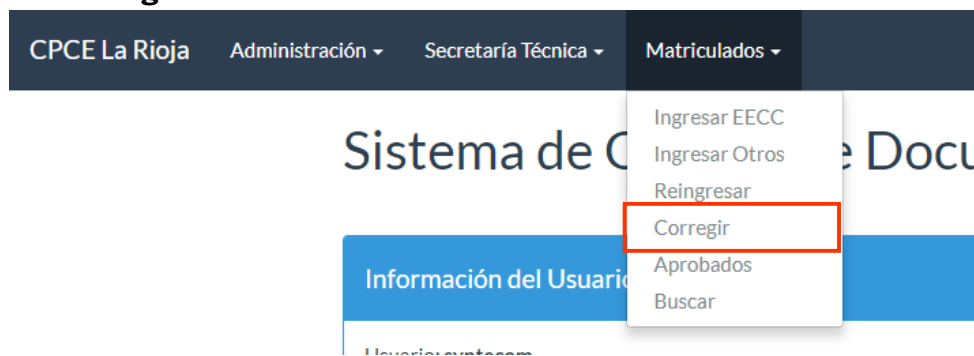 CPCE La Rioja Administración Secretaría Técnica Matriculados
Ingresar EECC
Sistema de e Docu
Ingresar Otros
Reingresar
Corregir
Información del Usuario
Aprobados
Buscar